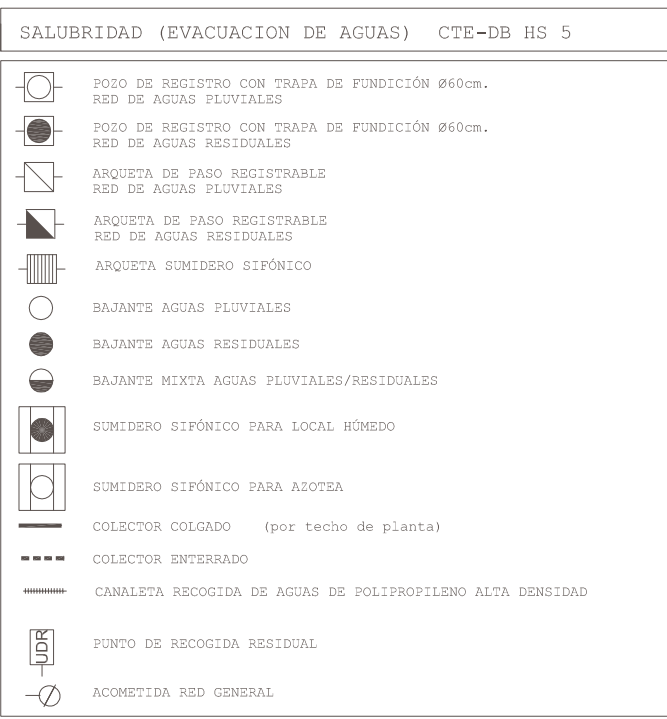 SALUBRIDAD (EVACUACION DE AGUAS) CTE-DB HS 5
POZO DE REGISTRO CON TRAPA DE FUNDICIÓN Ø60cm.
RED DE AGUAS PLUVIALES
POZO DE REGISTRO CON TRAPA DE FUNDICIÓN Ø60cm.
RED DE AGUAS RESIDUALES
ARQUETA DE PASO REGISTRABLE
RED DE AGUAS PLUVIALES
ARQUETA DE PASO REGISTRABLE
RED DE AGUAS RESIDUALES
ARQUETA SUMIDERO SIFÓNICO
BAJANTE AGUAS PLUVIALES
BAJANTE AGUAS RESIDUALES
BAJANTE MIXTA AGUAS PLUVIALES/RESIDUALES
SUMIDERO SIFÓNICO PARA LOCAL HÚMEDO
SUMIDERO SIFÓNICO PARA AZOTEA
COLECTOR COLGADO (por techo de planta)
COLECTOR ENTERRADO
CANALETA RECOGIDA DE AGUAS DE POLIPROPILENO ALTA DENSIDAD
UDR
PUNTO DE RECOGIDA RESIDUAL
ACOMETIDA RED GENERAL